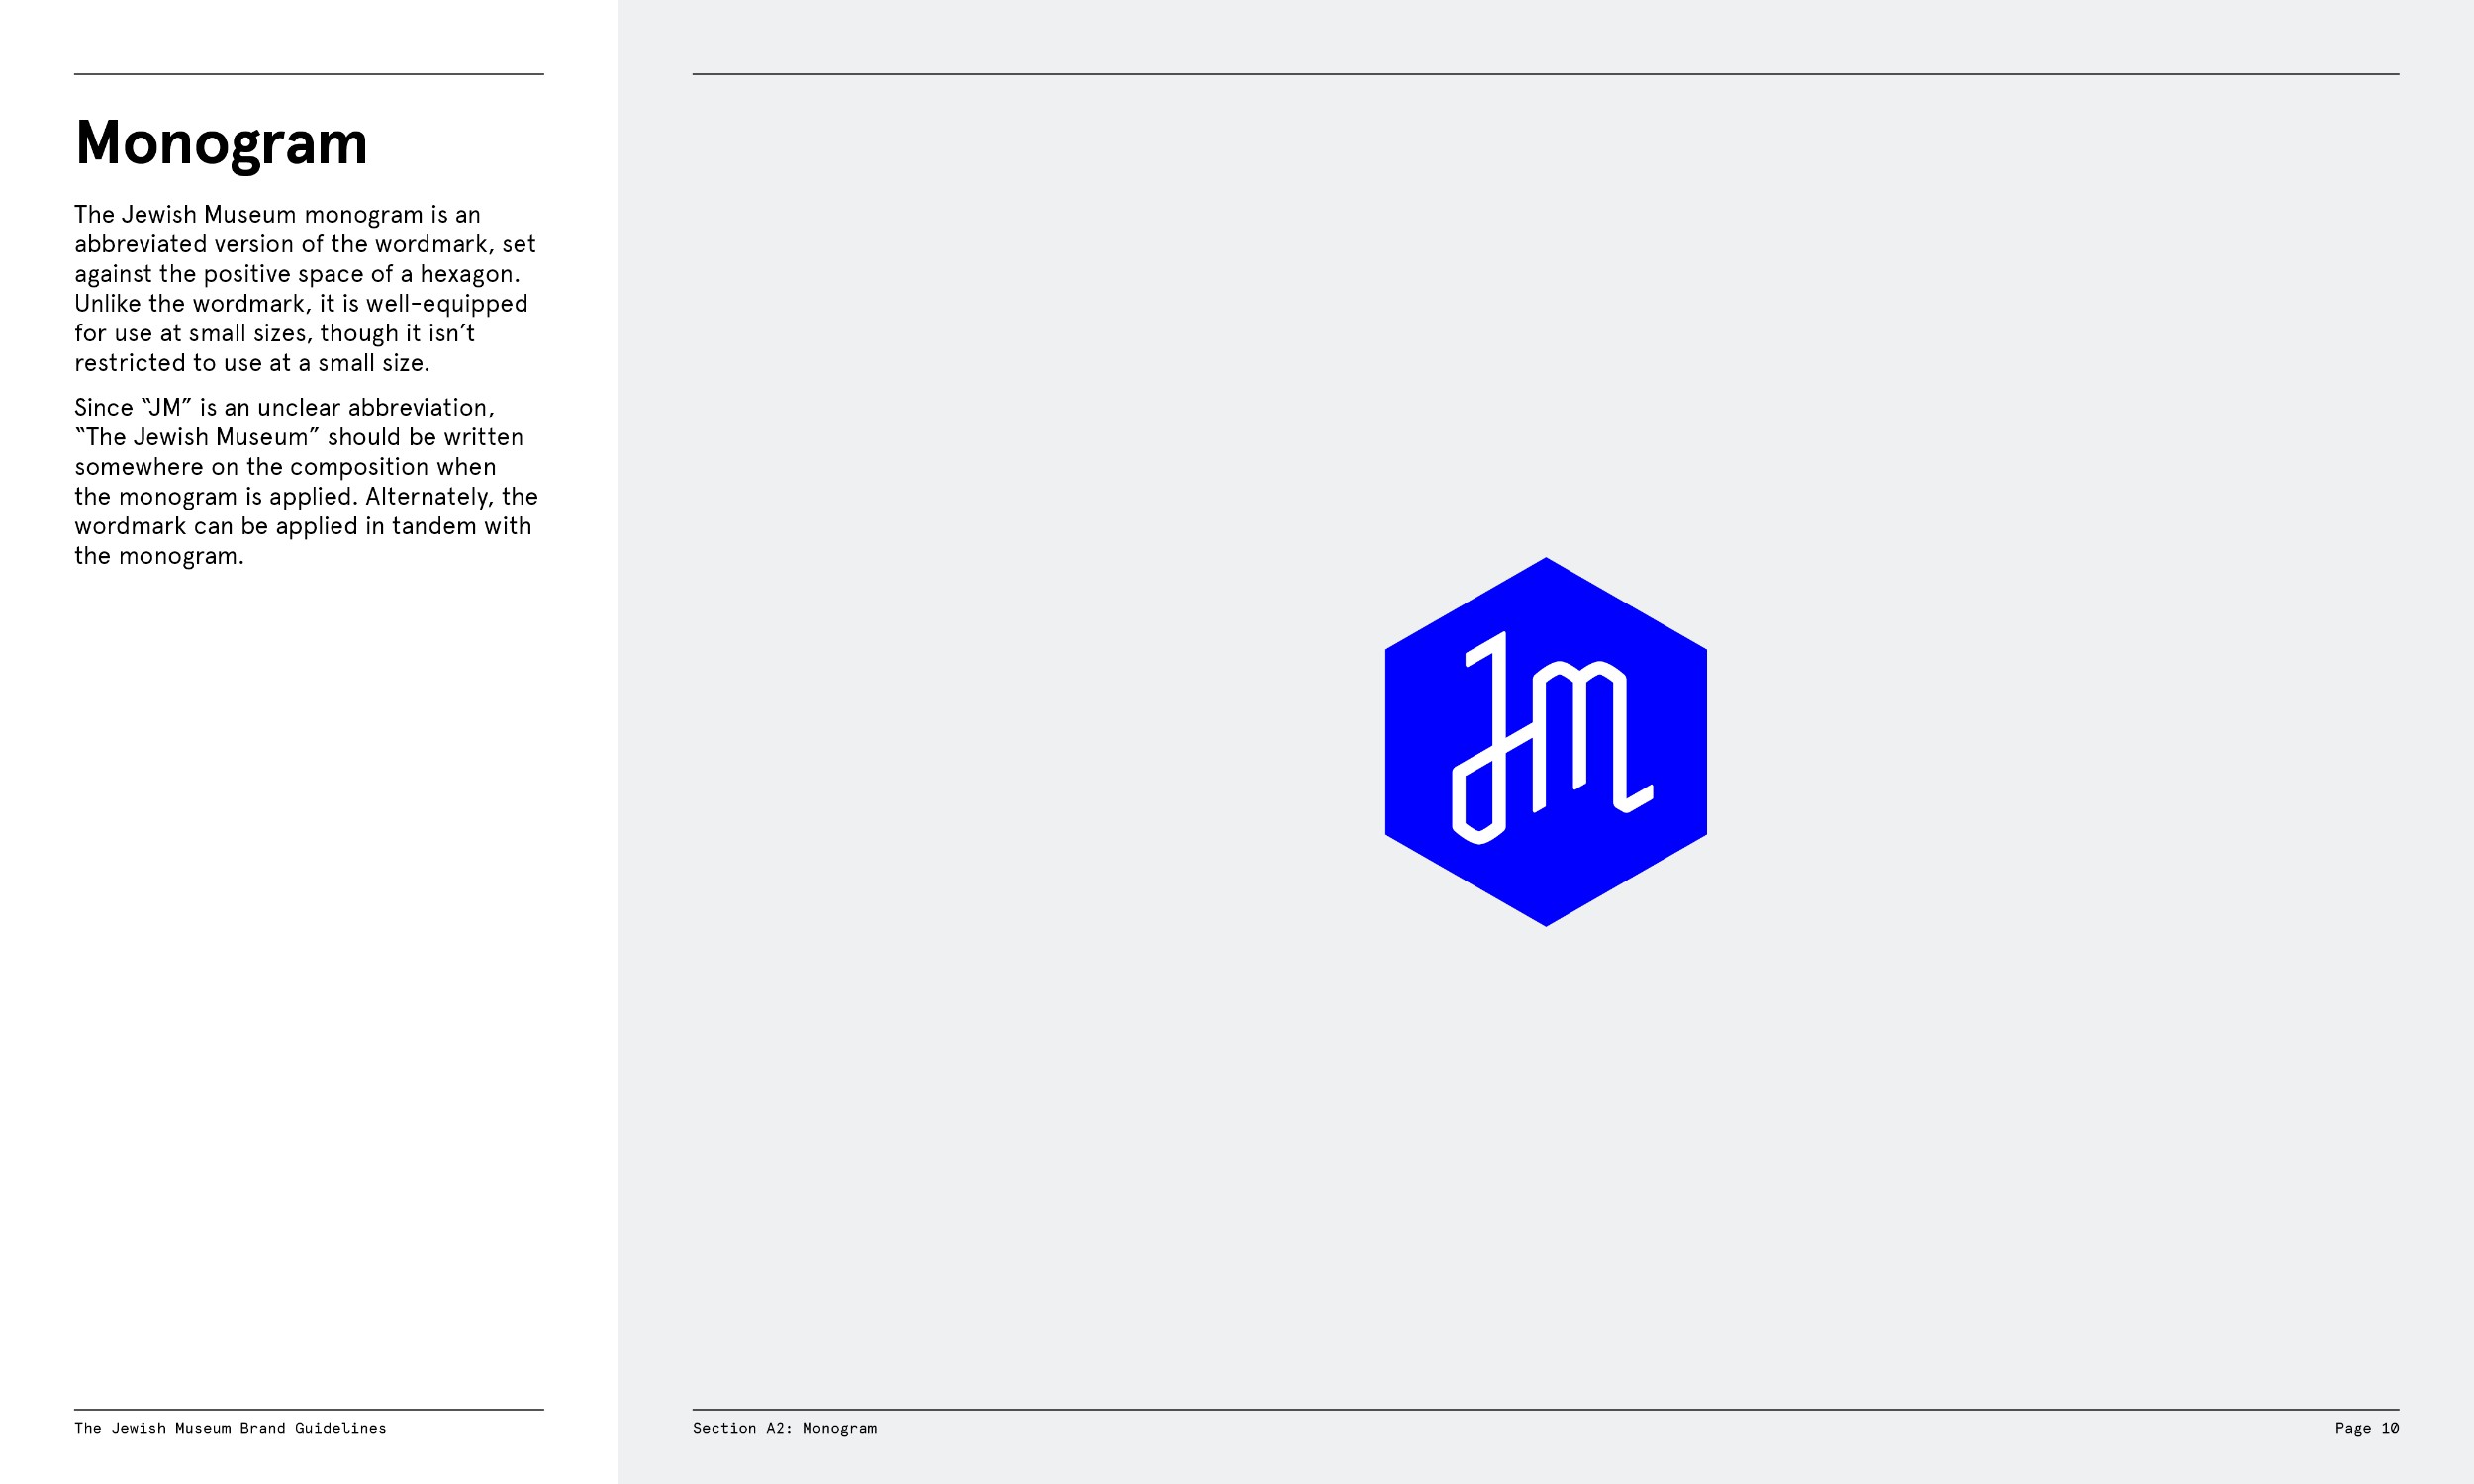 Monogram
The Jewish Museum monogram is an
abbreviated version of the wordmark, set
against the positive space of a hexagon.
Unlike the wordmark, it is well-equipped
for use at small sizes, though it isn’t
restricted to use at a small size.
Since “JM” is an unclear abbreviation,
“The Jewish Museum” should be written
somewhere on the composition when
the monogram is applied. Alternately, the
wordmark can be applied in tandem with
the monogram.
Jm
The Jewish Museum Brand Guidelines
Section A2: Monogram
Page 10